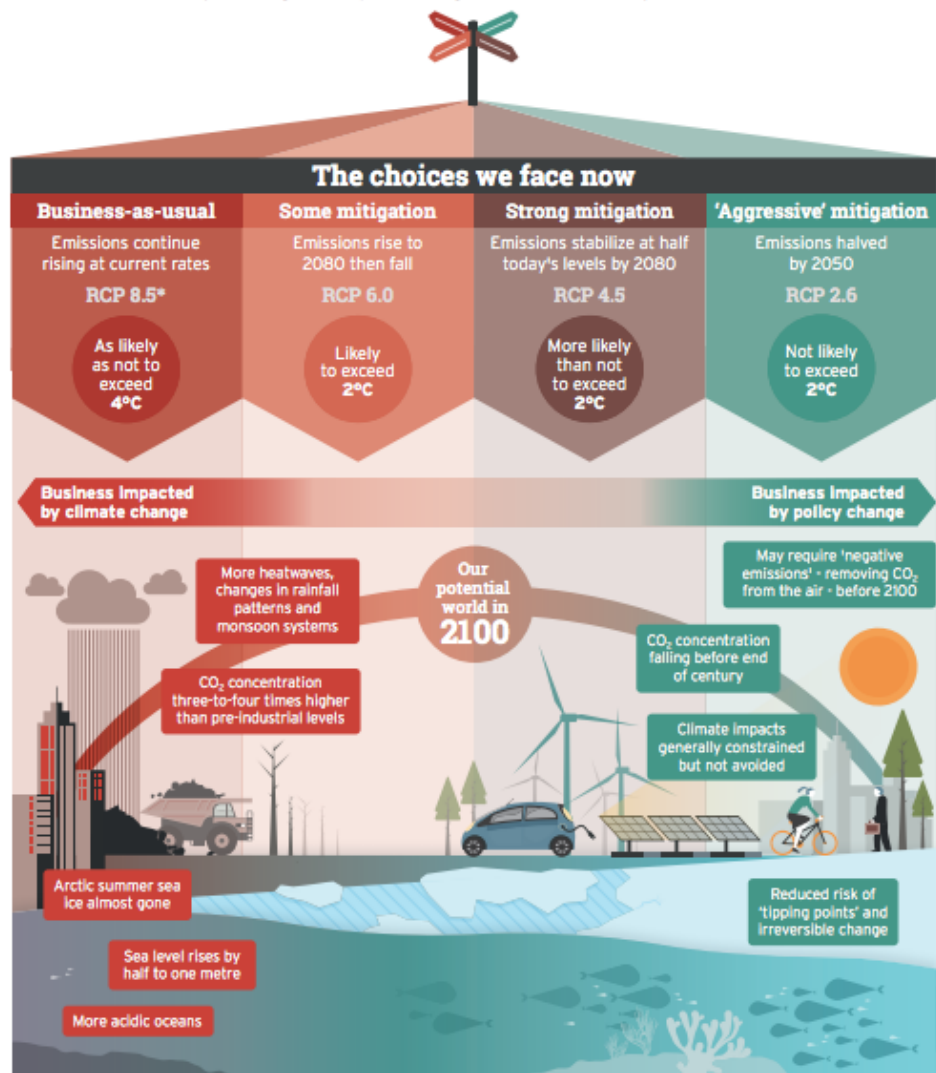 The choices we face now
Business-as-usual
Emissions continue
rising at current rates
RCP 8.5*
As likely
as not to
exceed
4°C
Some mitigation
Emissions rise to
2080 then fall
RCP 6.0
Likely
to exceed
2°C
Strong mitigation
Emissions stabilize at half
today's levels by 2080
RCP 4.5
More likely
than not
to exceed
2°C
'Aggressive' mitigation
Emissions halved
by 2050
RCP 2.6
Not likely
to exceed
2°C
Business impacted
by climate change
Business impacted
by policy change
More heatwaves,
changes in rainfall
patterns and
monsoon systems
Our
potential
world in
2100
May require 'negative
emissions' - removing CO₂
from the air - before 2100
CO₂ concentration
three-to-four times higher
than pre-industrial levels
CO₂ concentration
falling before end
of century
Climate impacts
generally constrained
but not avoided
Arctic summer sea
ice almost gone
Sea level rises by
half to one metre
More acidic oceans
Reduced risk of
'tipping points' and
irreversible change